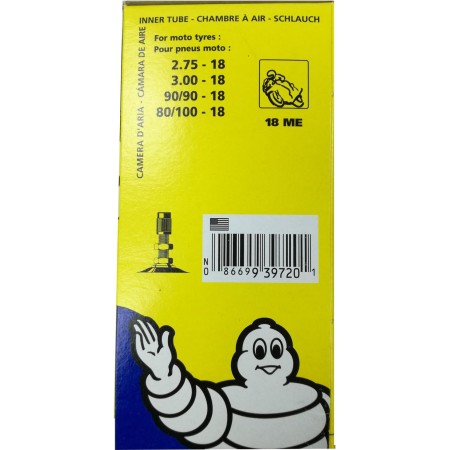 INNER TUBE - CHAMBRE À AIR - SCHLAUCH
CAMERA D'ARIA - CÁMARA DE AIRE
For moto tyres :
Pour pneus moto :
2.75 - 18
3.00 - 18
90/90 - 18
80/100 - 18
18 ME
N
0 86699 39720 1